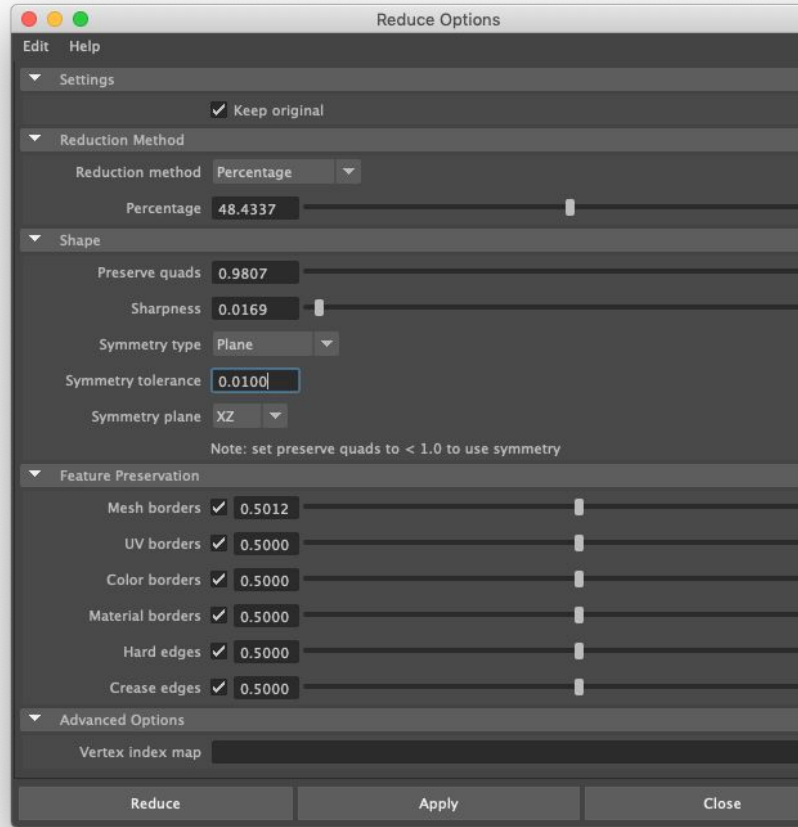 Reduce Options
Edit Help
Settings
Keep original
Reduction Method
Reduction method Percentage
Percentage 48.4337
Shape
Preserve quads 0.9807
Sharpness 0.0169
Symmetry type Plane
Symmetry tolerance 0.0100
Symmetry plane XZ
Note: set preserve quads to < 1.0 to use symmetry
Feature Preservation
Mesh borders 0.5012
UV borders 0.5000
Color borders 0.5000
Material borders 0.5000
Hard edges 0.5000
Crease edges 0.5000
Advanced Options
Vertex index map
Reduce Apply Close